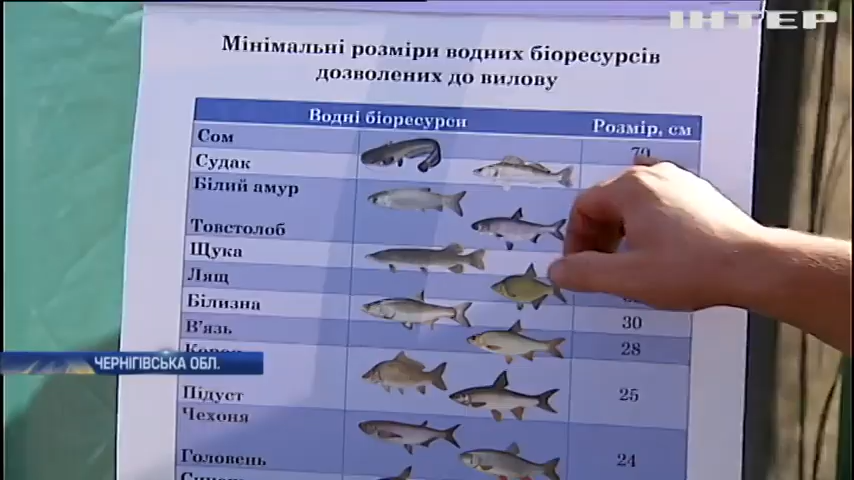 ІНТЕР
Мінімальні розміри водних біоресурсів
дозволених до вилову
Водні біоресурси Розмір, см
Сом 70
Судак
Білий амур
Товстолоб
Щука
Лящ
Білизна 30
В'язь 28
ЧЕРНІГІВСЬКА ОБЛ.
Підуст 25
Чехоня
Головень 24